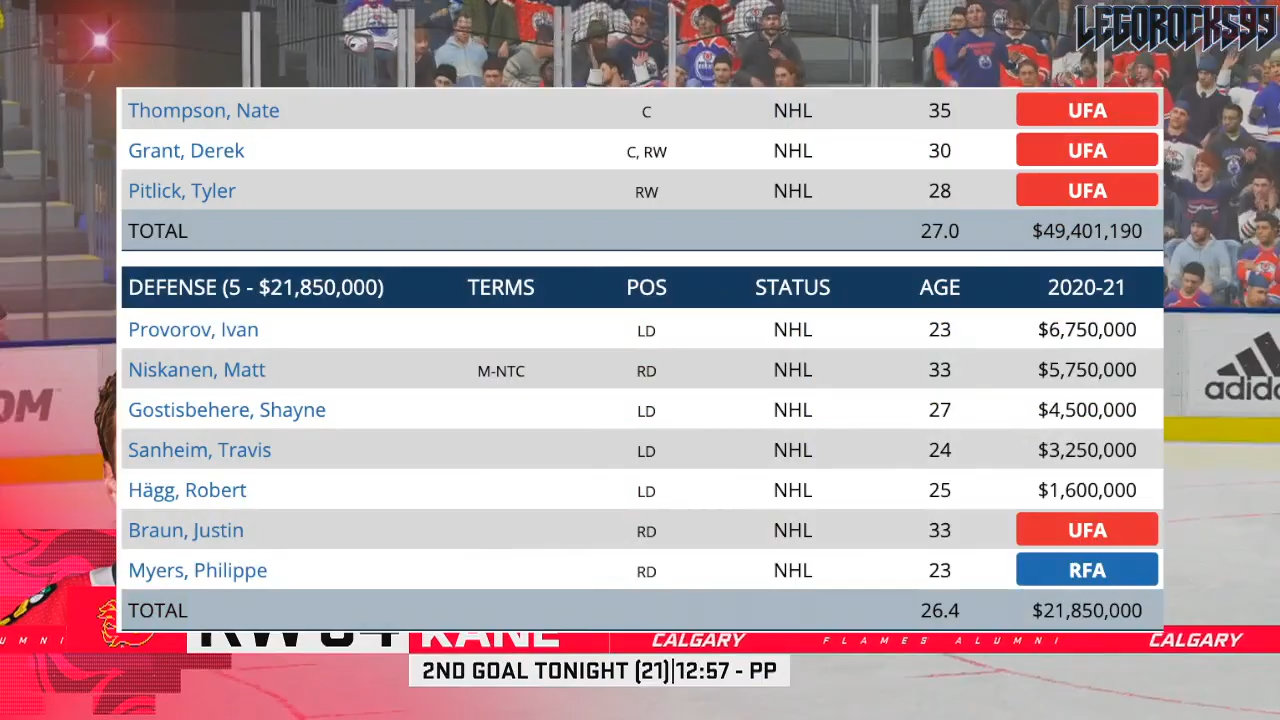 LEGOROCKS99
Thompson, Nate C NHL 35 UFA
Grant, Derek C, RW NHL 30 UFA
Pitlick, Tyler RW NHL 28 UFA
TOTAL 27.0 $49,401,190
DEFENSE (5 - $21,850,000) TERMS POS STATUS AGE 2020-21
Provorov, Ivan LD NHL 23 $6,750,000
Niskanen, Matt M-NTC RD NHL 33 $5,750,000
Gostisbehere, Shayne LD NHL 27 $4,500,000
Sanheim, Travis LD NHL 24 $3,250,000
Hägg, Robert LD NHL 25 $1,600,000
Braun, Justin RD NHL 33 UFA
Myers, Philippe RD NHL 23 RFA
TOTAL 26.4 $21,850,000
adidas
UMNI KANE CALGARY FLAMES ALUMNI CALGARY
2ND GOAL TONIGHT (21)|12:57 - PP